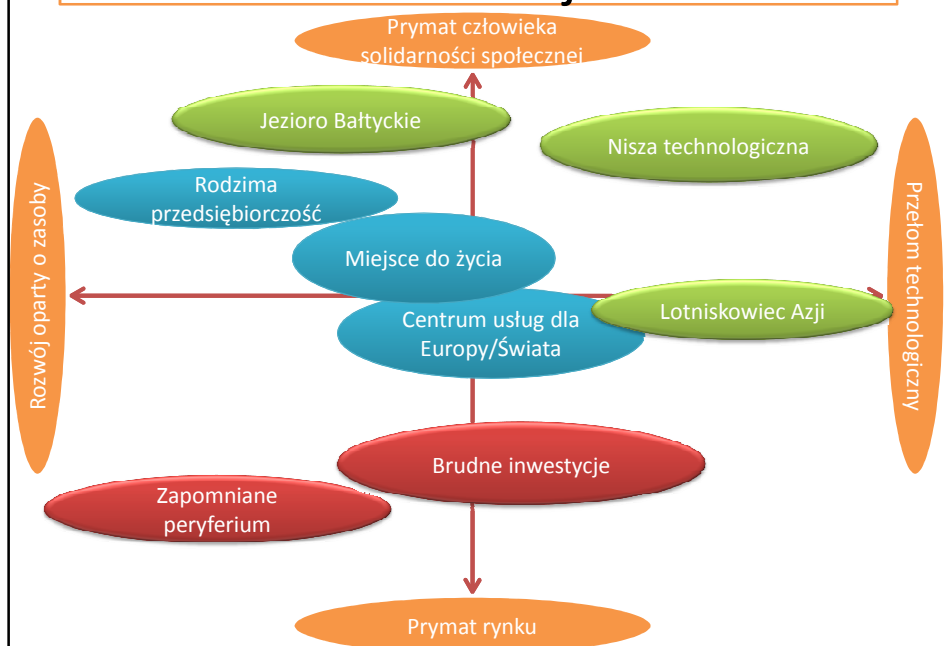 Prymat człowieka
solidarności społecznej
Jezioro Bałtyckie
Nisza technologiczna
Rodzima
przedsiębiorczość
Miejsce do życia
Rozwój oparty o zasoby
Przełom technologiczny
Lotniskowiec Azji
Centrum usług dla
Europy/Świata
Brudne inwestycje
Zapomniane
peryferium
Prymat rynku